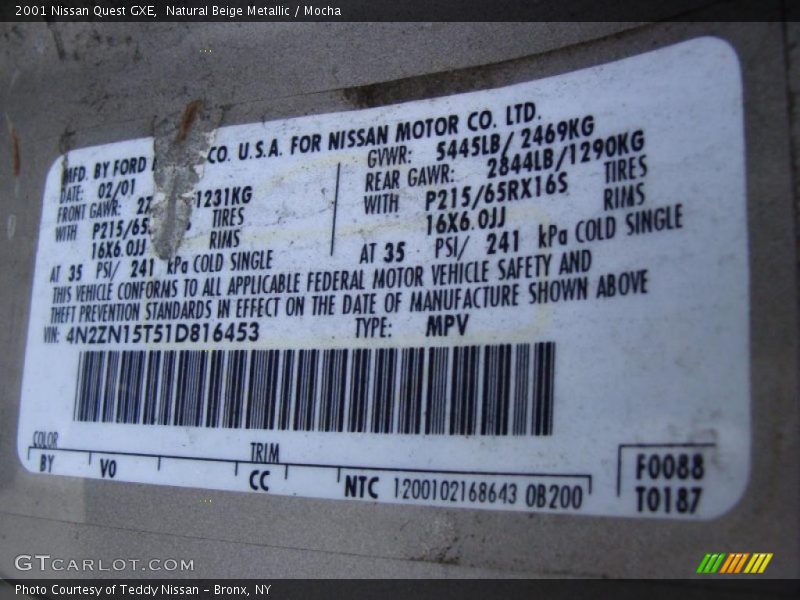 2001 Nissan Quest GXE, Natural Beige Metallic / Mocha
MFD. BY FORD CO. U.S.A. FOR NISSAN MOTOR CO. LTD.
DATE: 02/01 GVWR: 5445LB/ 2469KG
FRONT GAWR: 27 1231KG REAR GAWR: 2844LB/1290KG
WITH P215/65 TIRES WITH P215/65RX16S TIRES
16X6.0JJ RIMS 16X6.0JJ RIMS
AT 35 PSI/ 241 kPa COLD SINGLE AT 35 PSI/ 241 kPa COLD SINGLE
THIS VEHICLE CONFORMS TO ALL APPLICABLE FEDERAL MOTOR VEHICLE SAFETY AND
THEFT PREVENTION STANDARDS IN EFFECT ON THE DATE OF MANUFACTURE SHOWN ABOVE
VIN: 4N2ZN15T51D816453 TYPE: MPV
COLOR TRIM
BY VO CC NTC 1200102168643 0B200
F0088
T0187
GTCARLOT.COM
Photo Courtesy of Teddy Nissan - Bronx, NY